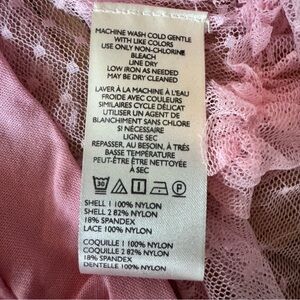 MACHINE WASH COLD GENTLE
WITH LIKE COLORS
USE ONLY NON-CHLORINE
BLEACH
LINE DRY
LOW IRON AS NEEDED
MAY BE DRY CLEANED
LAVER À LA MACHINE À L'EAU
FROIDE AVEC COULEURS
SIMILAIRES CYCLE DÉLICAT
UTILISER UN AGENT DE
BLANCHIMENT SANS CHLORE
SI NÉCESSAIRE
LIGNE SEC
REPASSER, AU BESOIN, À TRÈS
BASSE TEMPÉRATURE
PEUT-ÊTRE NETTOYÉE
À SEC
30 P
SHELL 1 100% NYLON
SHELL 2 82% NYLON
18% SPANDEX
LACE 100% NYLON
COQUILLE 1 100% NYLON
COQUILLE 2 82% NYLON
18% SPANDEX
DENTELLE 100% NYLON